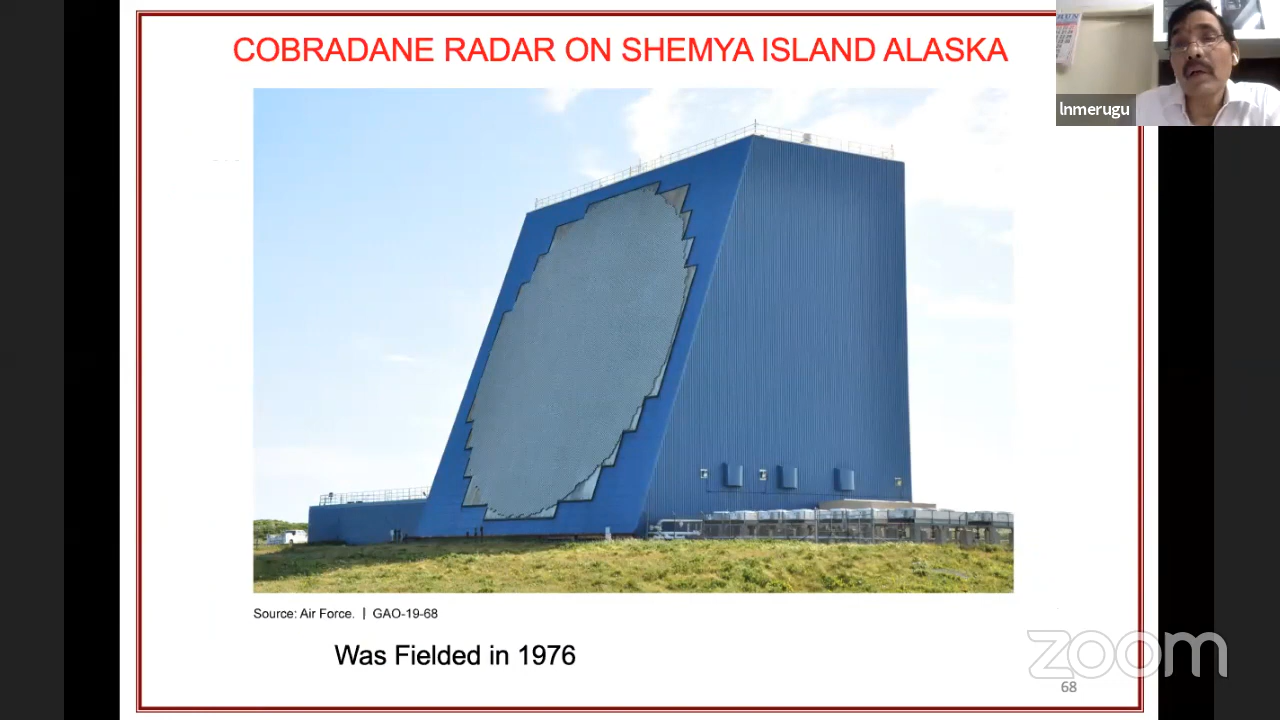 COBRADANE RADAR ON SHEMYA ISLAND ALASKA
lnmerugu
Source: Air Force. | GAO-19-68
Was Fielded in 1976
zoom
68